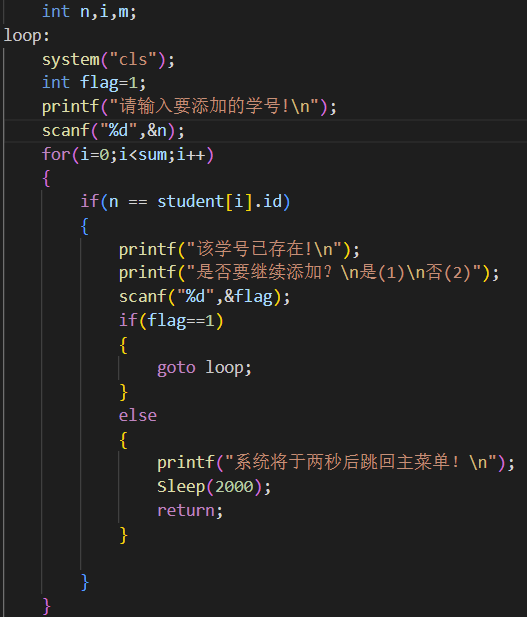 int n,i,m;
loop:
system("cls");
int flag=1;
printf("请输入要添加的学号!\n");
scanf("%d",&n);
for(i=0;i<sum;i++)
{
if(n == student[i].id)
{
printf("该学号已存在!\n");
printf("是否要继续添加？\n是(1)\n否(2)");
scanf("%d",&flag);
if(flag==1)
{
goto loop;
}
else
{
printf("系统将于两秒后跳回主菜单！\n");
Sleep(2000);
return;
}
}
}